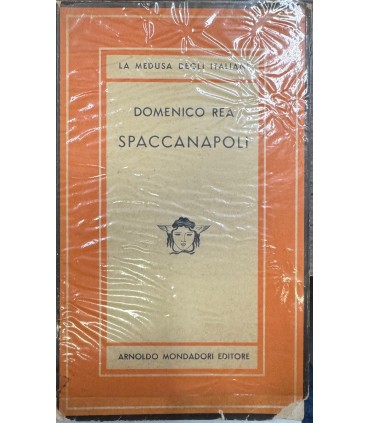 LA MEDUSA DEGLI ITALIANI
DOMENICO REA
SPACCANAPOLI
ARNOLDO MONDADORI EDITORE